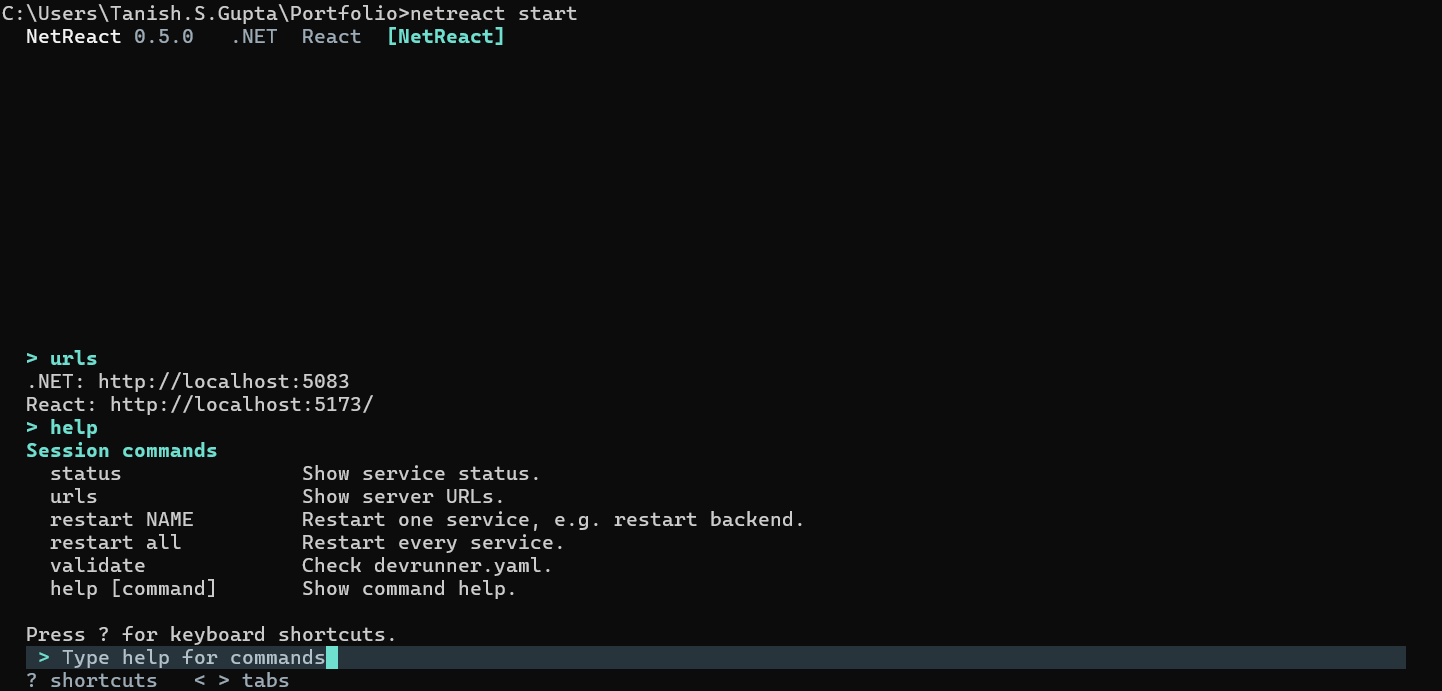 C:\Users\Tanish.S.Gupta\Portfolio>netreact start
NetReact 0.5.0 .NET React [NetReact]
> urls
.NET: http://localhost:5083
React: http://localhost:5173/
> help
Session commands
status Show service status.
urls Show server URLs.
restart NAME Restart one service, e.g. restart backend.
restart all Restart every service.
validate Check devrunner.yaml.
help [command] Show command help.
Press ? for keyboard shortcuts.
> Type help for commands
? shortcuts < > tabs